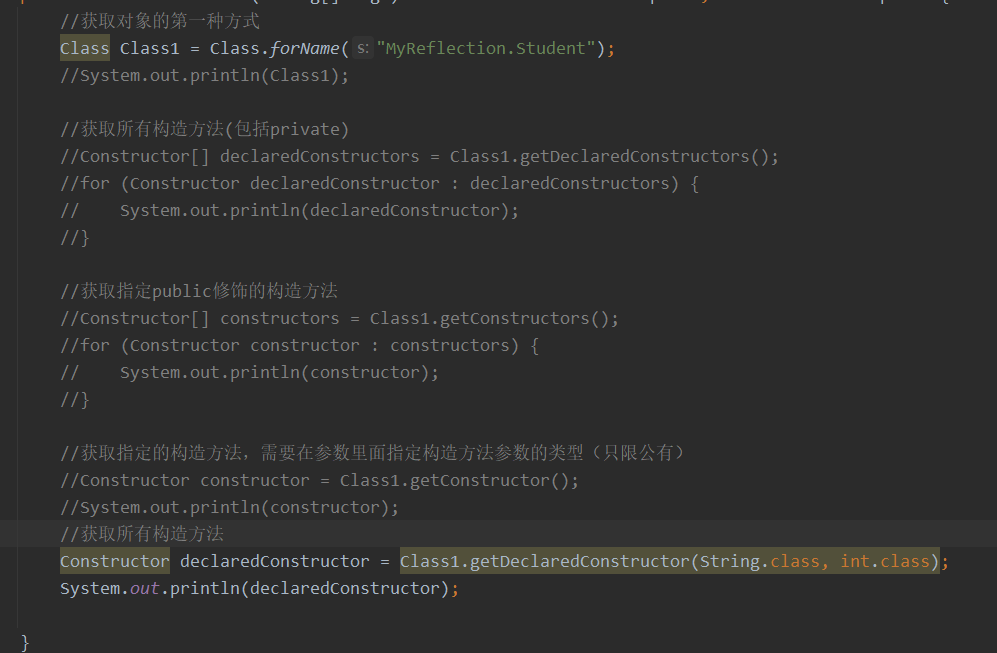 //获取对象的第一种方式
Class Class1 = Class.forName( s: "MyReflection.Student");
//System.out.println(Class1);
//获取所有构造方法(包括private)
//Constructor[] declaredConstructors = Class1.getDeclaredConstructors();
//for (Constructor declaredConstructor : declaredConstructors) {
//    System.out.println(declaredConstructor);
//}
//获取指定public修饰的构造方法
//Constructor[] constructors = Class1.getConstructors();
//for (Constructor constructor : constructors) {
//    System.out.println(constructor);
//}
//获取指定的构造方法，需要在参数里面指定构造方法参数的类型（只限公有）
//Constructor constructor = Class1.getConstructor();
//System.out.println(constructor);
//获取所有构造方法
Constructor declaredConstructor = Class1.getDeclaredConstructor(String.class, int.class);
System.out.println(declaredConstructor);
}